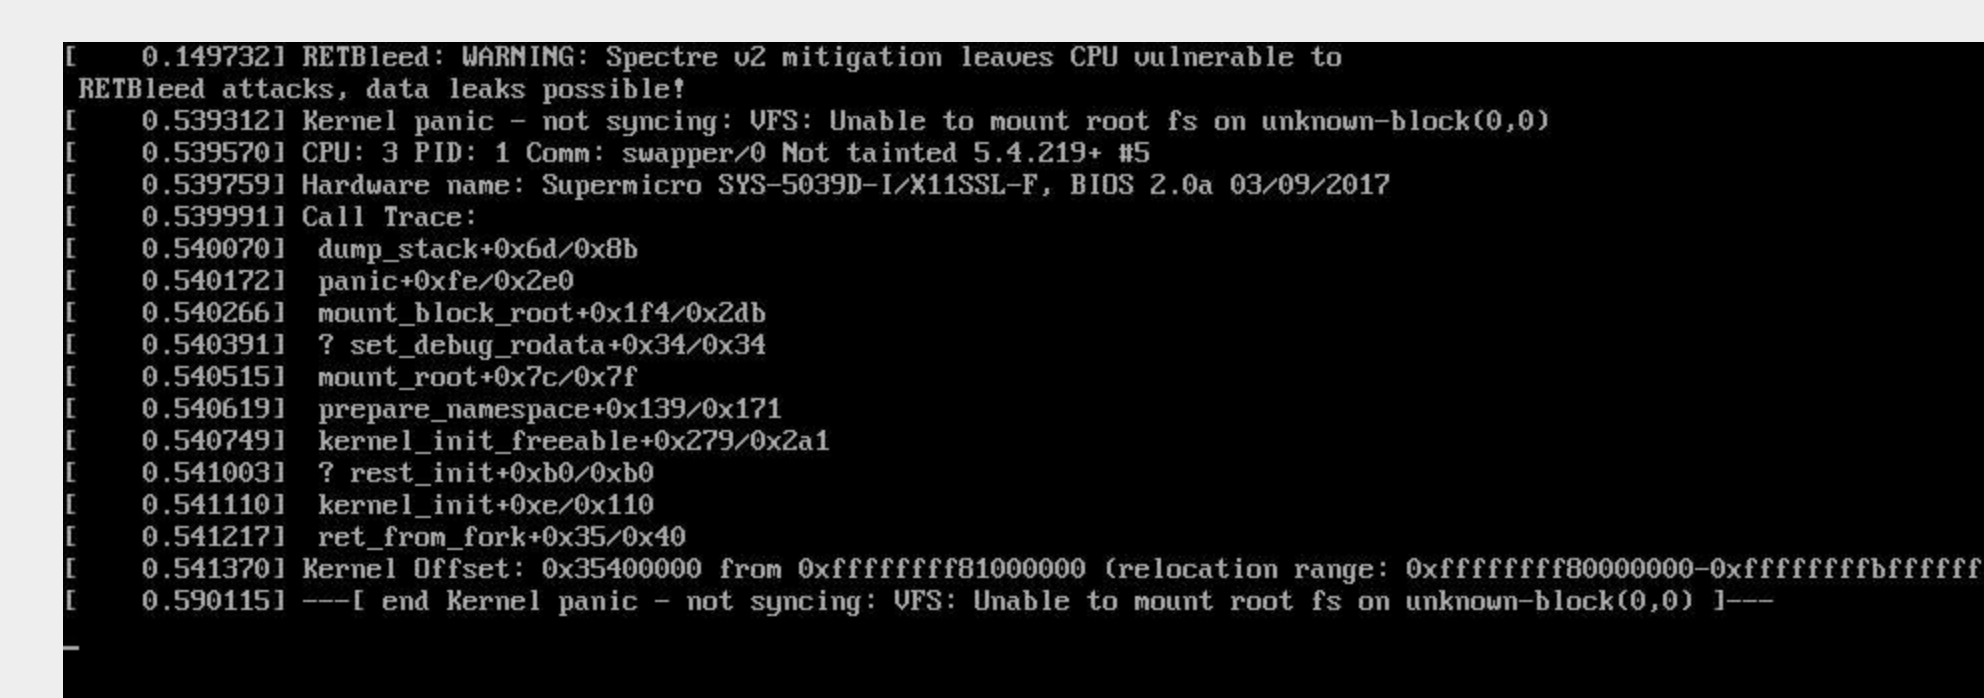 [    0.149732] RETBleed: WARNING: Spectre v2 mitigation leaves CPU vulnerable to
 RETBleed attacks, data leaks possible!
[    0.539312] Kernel panic - not syncing: VFS: Unable to mount root fs on unknown-block(0,0)
[    0.539570] CPU: 3 PID: 1 Comm: swapper/0 Not tainted 5.4.219+ #5
[    0.539759] Hardware name: Supermicro SYS-5039D-I/X11SSL-F, BIOS 2.0a 03/09/2017
[    0.539991] Call Trace:
[    0.540070]  dump_stack+0x6d/0x8b
[    0.540172]  panic+0xfe/0x2e0
[    0.540266]  mount_block_root+0x1f4/0x2db
[    0.540391]  ? set_debug_rodata+0x34/0x34
[    0.540515]  mount_root+0x7c/0x7f
[    0.540619]  prepare_namespace+0x139/0x171
[    0.540749]  kernel_init_freeable+0x279/0x2a1
[    0.541003]  ? rest_init+0xb0/0xb0
[    0.541110]  kernel_init+0xe/0x110
[    0.541217]  ret_from_fork+0x35/0x40
[    0.541370] Kernel Offset: 0x35400000 from 0xffffffff81000000 (relocation range: 0xffffffff80000000-0xffffffffbffffff
[    0.590115] ---[ end Kernel panic - not syncing: VFS: Unable to mount root fs on unknown-block(0,0) ]---